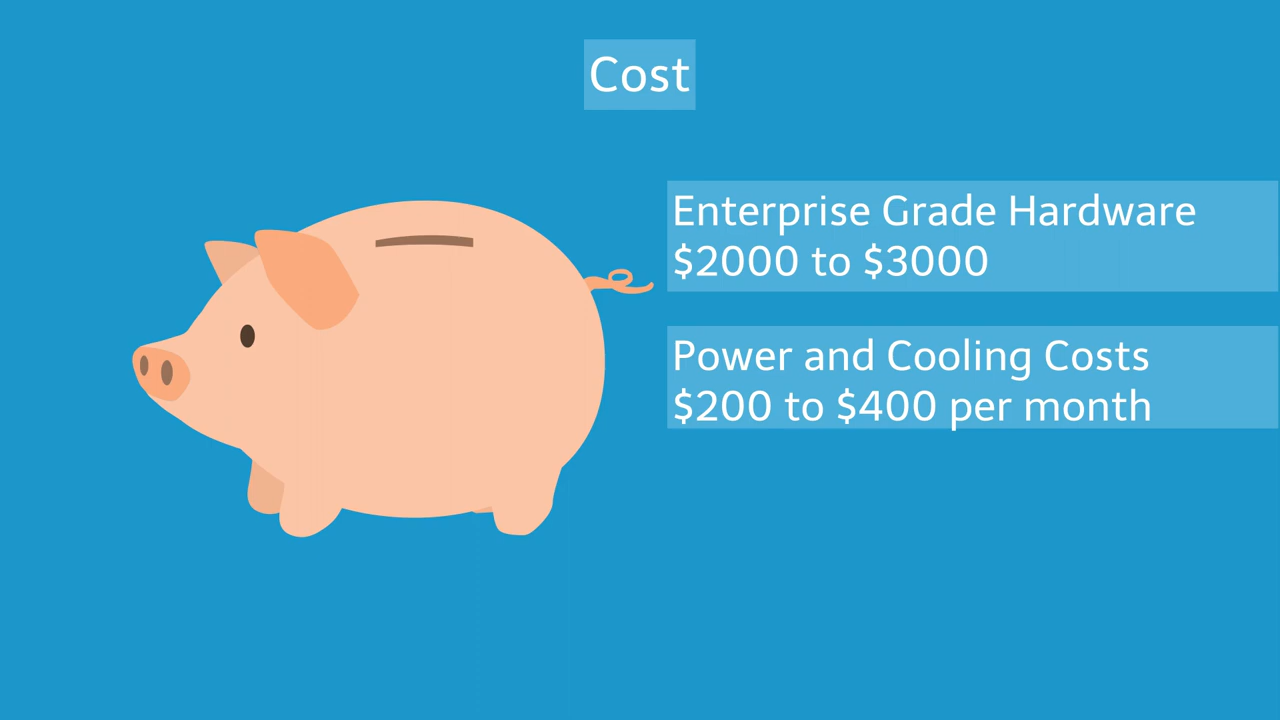 Cost
Enterprise Grade Hardware
$2000 to $3000
Power and Cooling Costs
$200 to $400 per month